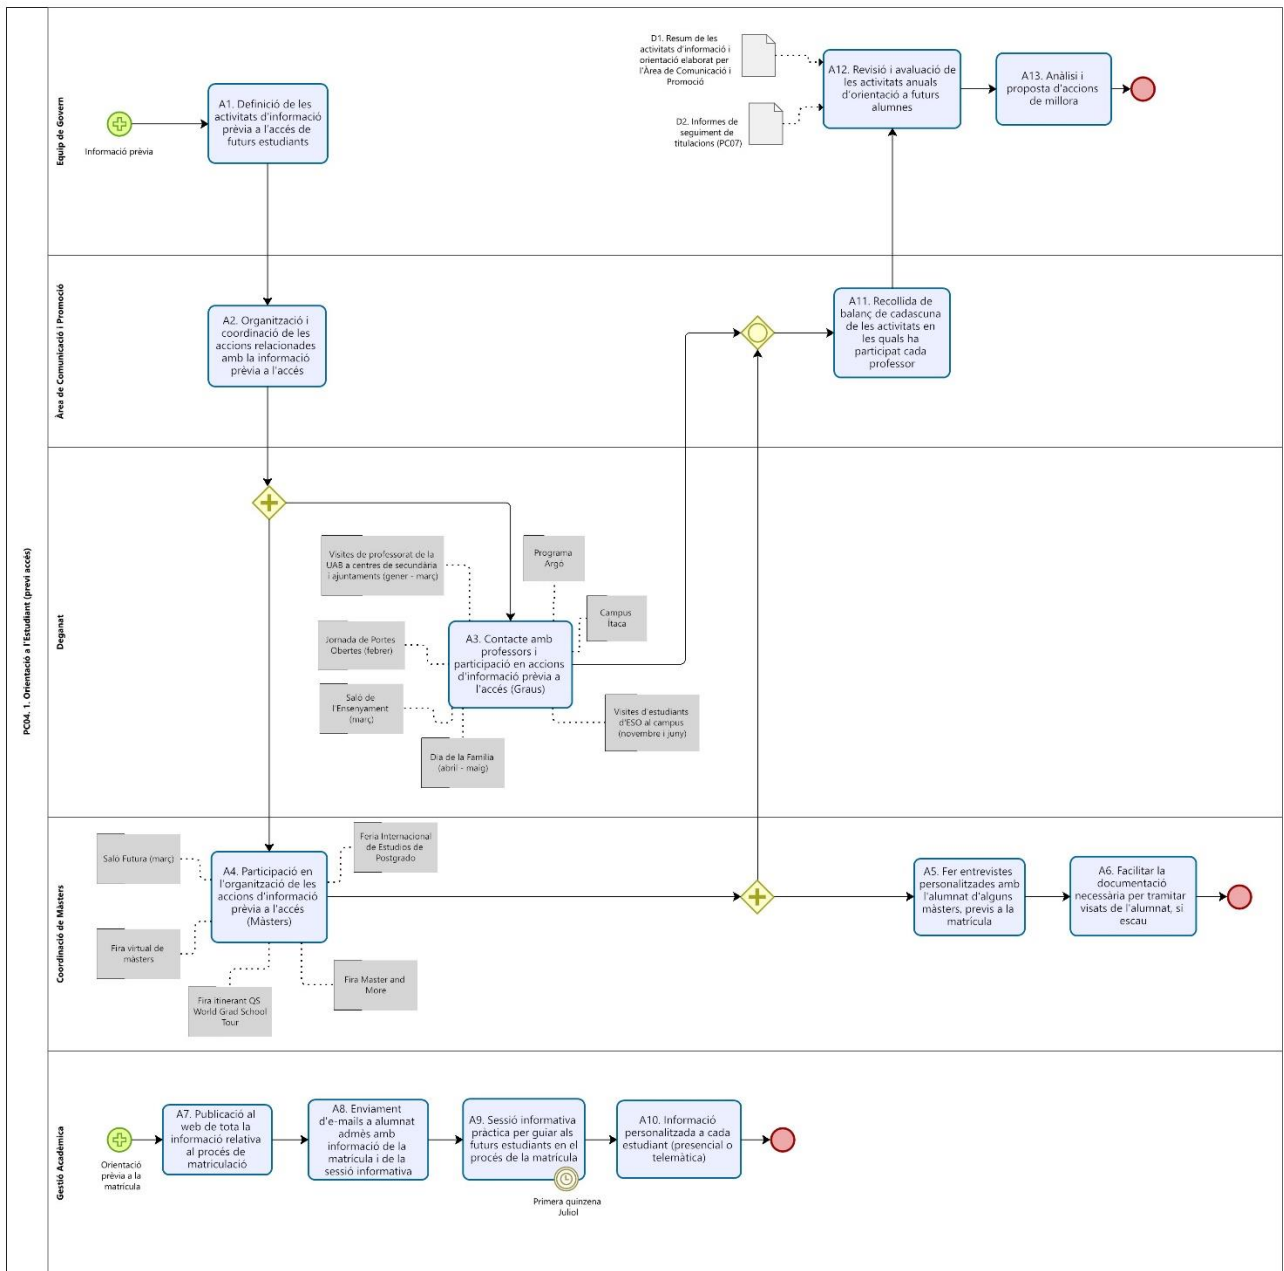 PC04. 1. Orientació a l'Estudiant (previ accés)
Equip de Govern
Informació prèvia
A1. Definició de les
activitats d'informació
prèvia a l'accés de
futurs estudiants
D1. Resum de les
activitats d'informació i
orientació elaborat per
l'Àrea de Comunicació i
Promoció
D2. Informes de
seguiment de
titulacions (PC07)
A12. Revisió i avaluació de
les activitats anuals
d'orientació a futurs
alumnes
A13. Anàlisi i
proposta d'accions
de millora
Àrea de Comunicació i Promoció
A2. Organització i
coordinació de les
accions relacionades
amb la informació
prèvia a l'accés
A11. Recollida de
balanç de cadascuna
de les activitats en
les quals ha
participat cada
professor
Deganat
Visites de professorat de la
UAB a centres de secundària
i ajuntaments (gener - març)
Programa
Argó
Campus
Ítaca
Jornada de Portes
Obertes (febrer)
A3. Contacte amb
professors i
participació en accions
d'informació prèvia a
l'accés (Graus)
Saló de
l'Ensenyament
(març)
Dia de la Família
(abril - maig)
Visites d'estudiants
d'ESO al campus
(novembre i juny)
Coordinació de Màsters
Saló Futura (març)
Feria Internacional
de Estudios de
Postgrado
A4. Participació en
l'organització de les
accions d'informació
prèvia a l'accés
(Màsters)
Fira virtual de
màsters
Fira itinerant QS
World Grad School
Tour
Fira Master and
More
A5. Fer entrevistes
personalitzades amb
l'alumnat d'alguns
màsters, previs a la
matrícula
A6. Facilitar la
documentació
necessària per tramitar
visats de l'alumnat, si
escau
Gestió Acadèmica
Orientació
prèvia a la
matrícula
A7. Publicació al
web de tota la
informació relativa
al procés de
matriculació
A8. Enviament
d'e-mails a alumnat
admès amb
informació de la
matrícula i de la
sessió informativa
A9. Sessió informativa
pràctica per guiar als
futurs estudiants en el
procés de la matrícula
Primera quinzena
Juliol
A10. Informació
personalitzada a cada
estudiant (presencial o
telemàtica)